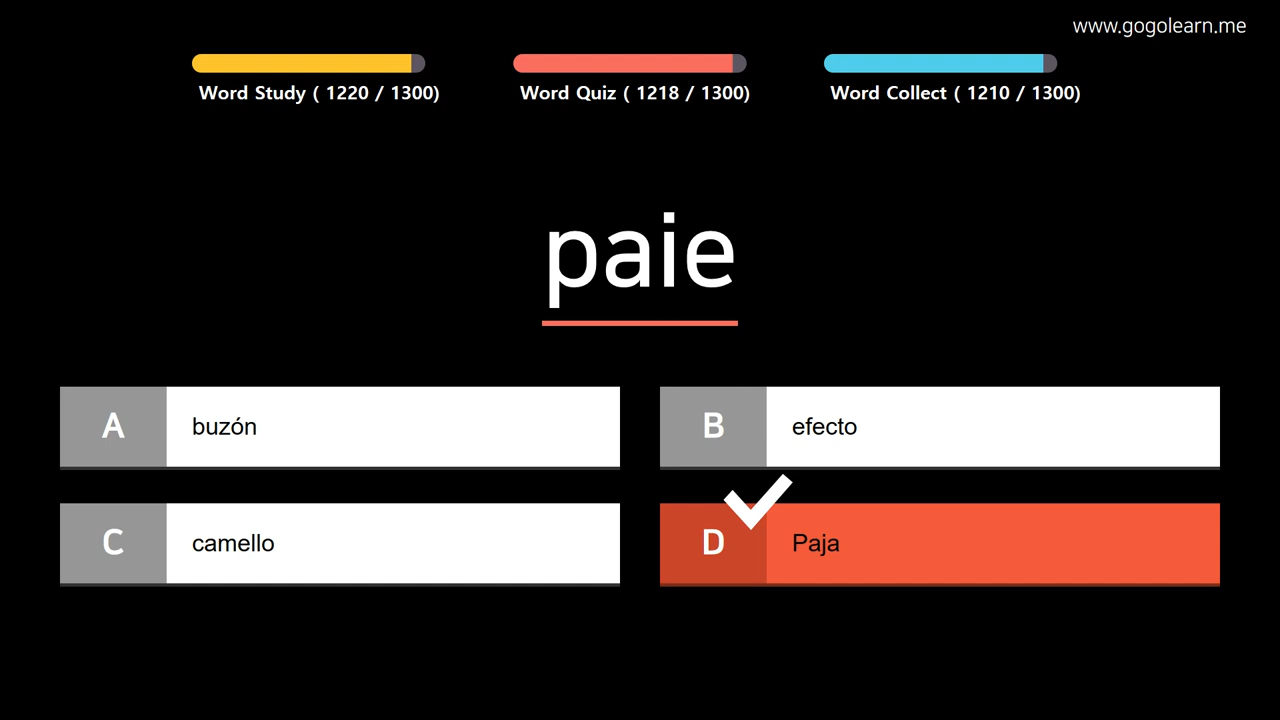 www.gogolearn.me
Word Study ( 1220 / 1300)
Word Quiz ( 1218 / 1300)
Word Collect ( 1210 / 1300)
paie
A buzón
B efecto
C camello
D Paja